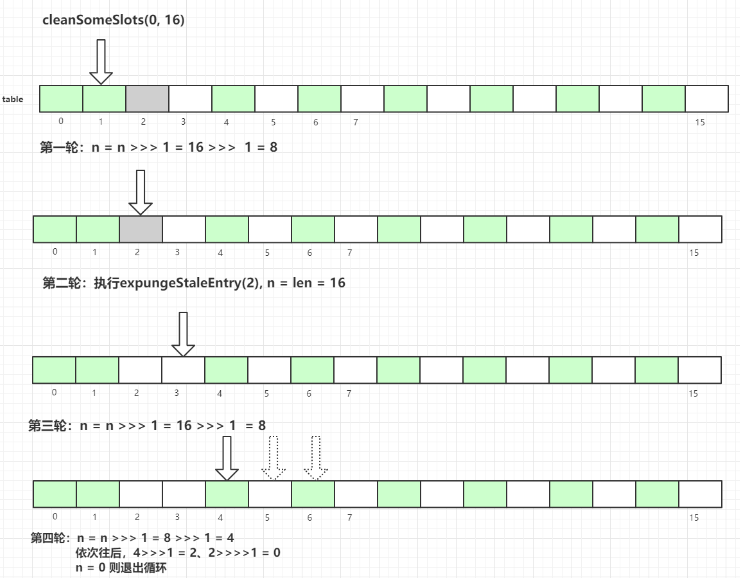 cleanSomeSlots(0, 16)
table
0 1 2 3 4 5 6 7 15
第一轮：n = n >>> 1 = 16 >>> 1 = 8
0 1 2 3 4 5 6 7 15
第二轮：执行expungeStaleEntry(2), n = len = 16
0 1 2 3 4 5 6 7 15
第三轮：n = n >>> 1 = 16 >>> 1 = 8
0 1 2 3 4 5 6 7 15
第四轮：n = n >>> 1 = 8 >>> 1 = 4
依次往后，4>>>1 = 2、2>>>>1 = 0
n = 0 则退出循环